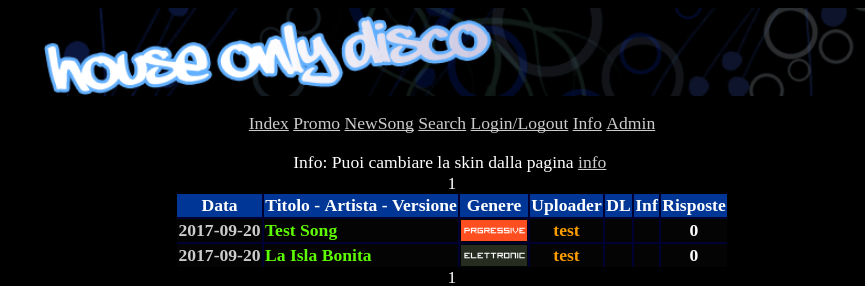 house only disco
Index Promo NewSong Search Login/Logout Info Admin
Info: Puoi cambiare la skin dalla pagina info
1
Data Titolo - Artista - Versione Genere Uploader DL Inf Risposte
2017-09-20 Test Song PRGRESSIVE test 0
2017-09-20 La Isla Bonita ELETTRONIC test 0
1